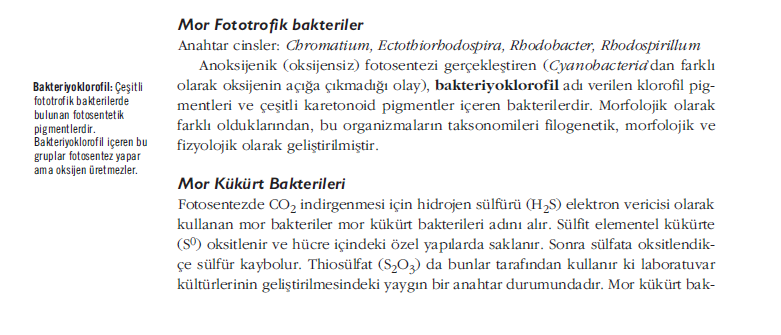 Mor Fototrofik bakteriler
Anahtar cinsler: Chromatium, Ectothiorhodospira, Rhodobacter, Rhodospirillum
Anoksijenik (oksijensiz) fotosentezi gerçekleştiren (Cyanobacteria'dan farklı
olarak oksijenin açığa çıkmadığı olay), bakteriyoklorofil adı verilen klorofil pig-
mentleri ve çeşitli karetonoid pigmentler içeren bakterilerdir. Morfolojik olarak
farklı olduklarından, bu organizmaların taksonomileri filogenetik, morfolojik ve
fizyolojik olarak geliştirilmiştir.
Bakteriyoklorofil: Çeşitli
fototrofik bakterilerde
bulunan fotosentetik
pigmentlerdir.
Bakteriyoklorofil içeren bu
gruplar fotosentez yapar
ama oksijen üretmezler.
Mor Kükürt Bakterileri
Fotosentezde CO₂ indirgenmesi için hidrojen sülfürü (H₂S) elektron vericisi olarak
kullanan mor bakteriler mor kükürt bakterileri adını alır. Sülfit elementel kükürte
(S⁰) oksitlenir ve hücre içindeki özel yapılarda saklanır. Sonra sülfata oksitlendik-
çe sülfür kaybolur. Thiosülfat (S₂O₃) da bunlar tarafından kullanır ki laboratuvar
kültürlerinin geliştirilmesindeki yaygın bir anahtar durumundadır. Mor kükürt bak-